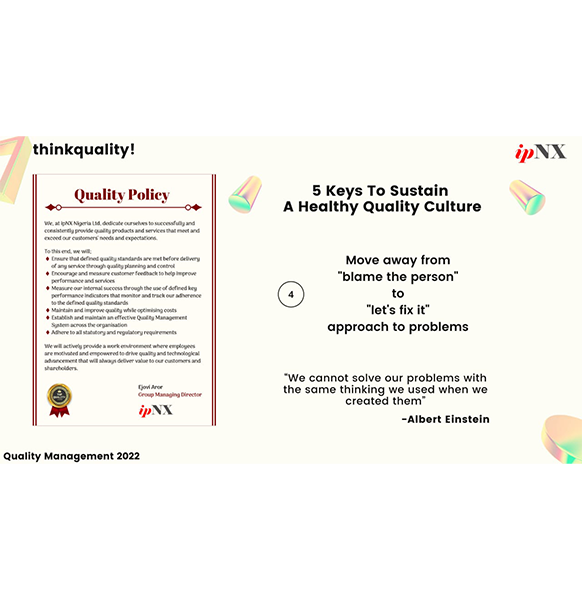 thinkquality!
ipNX
Quality Policy
We, at ipNX Nigeria Ltd, dedicate ourselves to successfully and
consistently provide quality products and services that meet and
exceed our customers' needs and expectations.
To this end, we will;
Ensure that defined quality standards are met before delivery
of any service through quality planning and control
Encourage and measure customer feedback to help improve
performance and services
Measure our internal success through the use of defined key
performance indicators that monitor and track our adherence
to the defined quality standards
Maintain and improve quality while optimising costs
Establish and maintain an effective Quality Management
System across the organisation
Adhere to all statutory and regulatory requirements
We will actively provide a work environment where employees
are motivated and empowered to drive quality and technological
advancement that will always deliver value to our customers and
shareholders.
Ejovi Aror
Group Managing Director
ipNX
5 Keys To Sustain
A Healthy Quality Culture
4
Move away from
"blame the person"
to
"let's fix it"
approach to problems
"We cannot solve our problems with
the same thinking we used when we
created them"
-Albert Einstein
Quality Management 2022